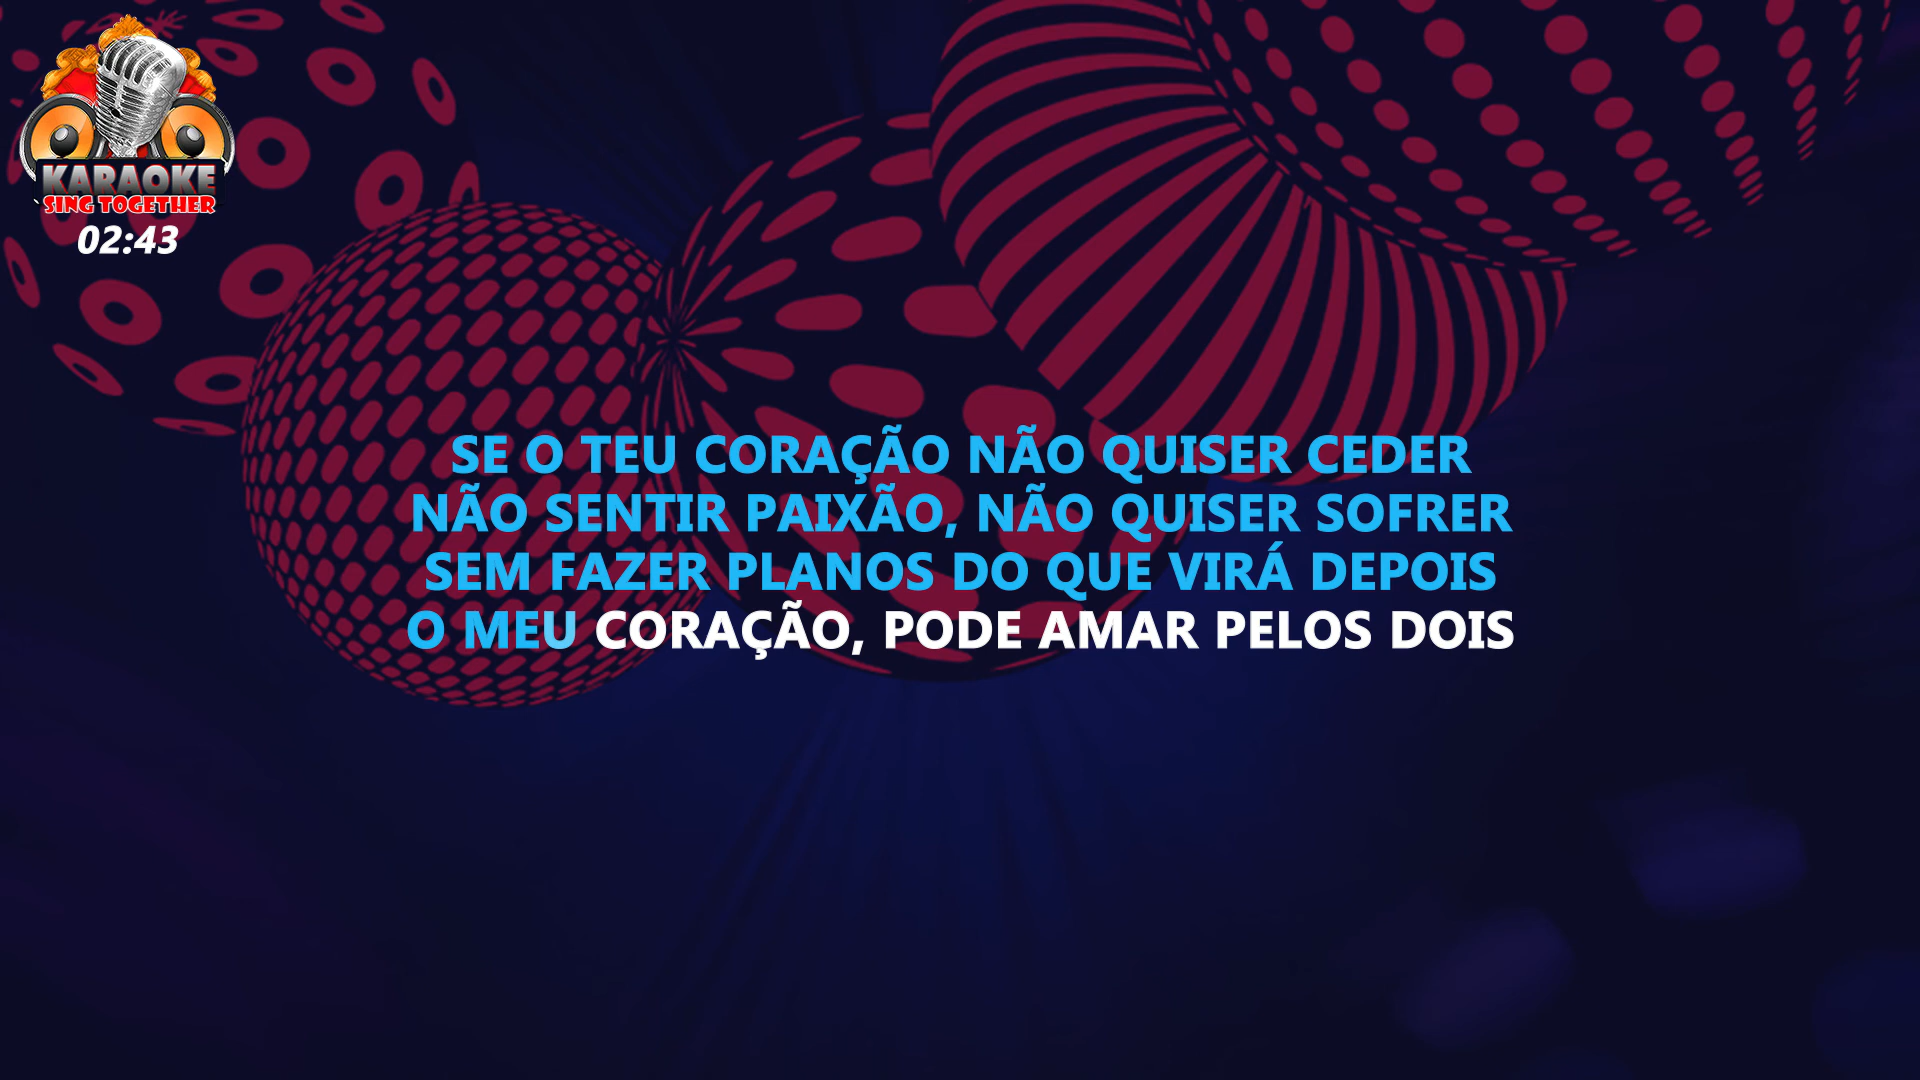 KARAOKE
SING TOGETHER
02:43
SE O TEU CORAÇÃO NÃO QUISER CEDER
NÃO SENTIR PAIXÃO, NÃO QUISER SOFRER
SEM FAZER PLANOS DO QUE VIRÁ DEPOIS
O MEU CORAÇÃO, PODE AMAR PELOS DOIS